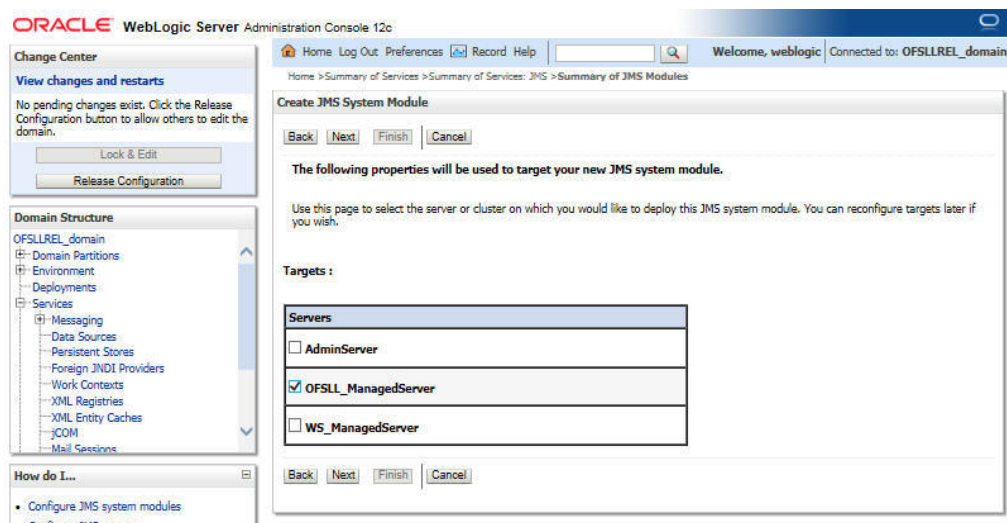 ORACLE WebLogic Server Administration Console 12c
Change Center
View changes and restarts
No pending changes exist. Click the Release
Configuration button to allow others to edit the
domain.
Lock & Edit
Release Configuration
Domain Structure
OFSLLREL_domain
Domain Partitions
Environment
Deployments
Services
Messaging
Data Sources
Persistent Stores
Foreign JNDI Providers
Work Contexts
XML Registries
XML Entity Caches
jCOM
Mail Sessions
How do I...
Configure JMS system modules
Home Log Out Preferences Record Help
Welcome, weblogic Connected to: OFSLLREL_domain
Home >Summary of Services >Summary of Services: JMS >Summary of JMS Modules
Create JMS System Module
Back Next Finish Cancel
The following properties will be used to target your new JMS system module.
Use this page to select the server or cluster on which you would like to deploy this JMS system module. You can reconfigure targets later if
you wish.
Targets :
Servers
AdminServer
OFSLL_ManagedServer
WS_ManagedServer
Back Next Finish Cancel